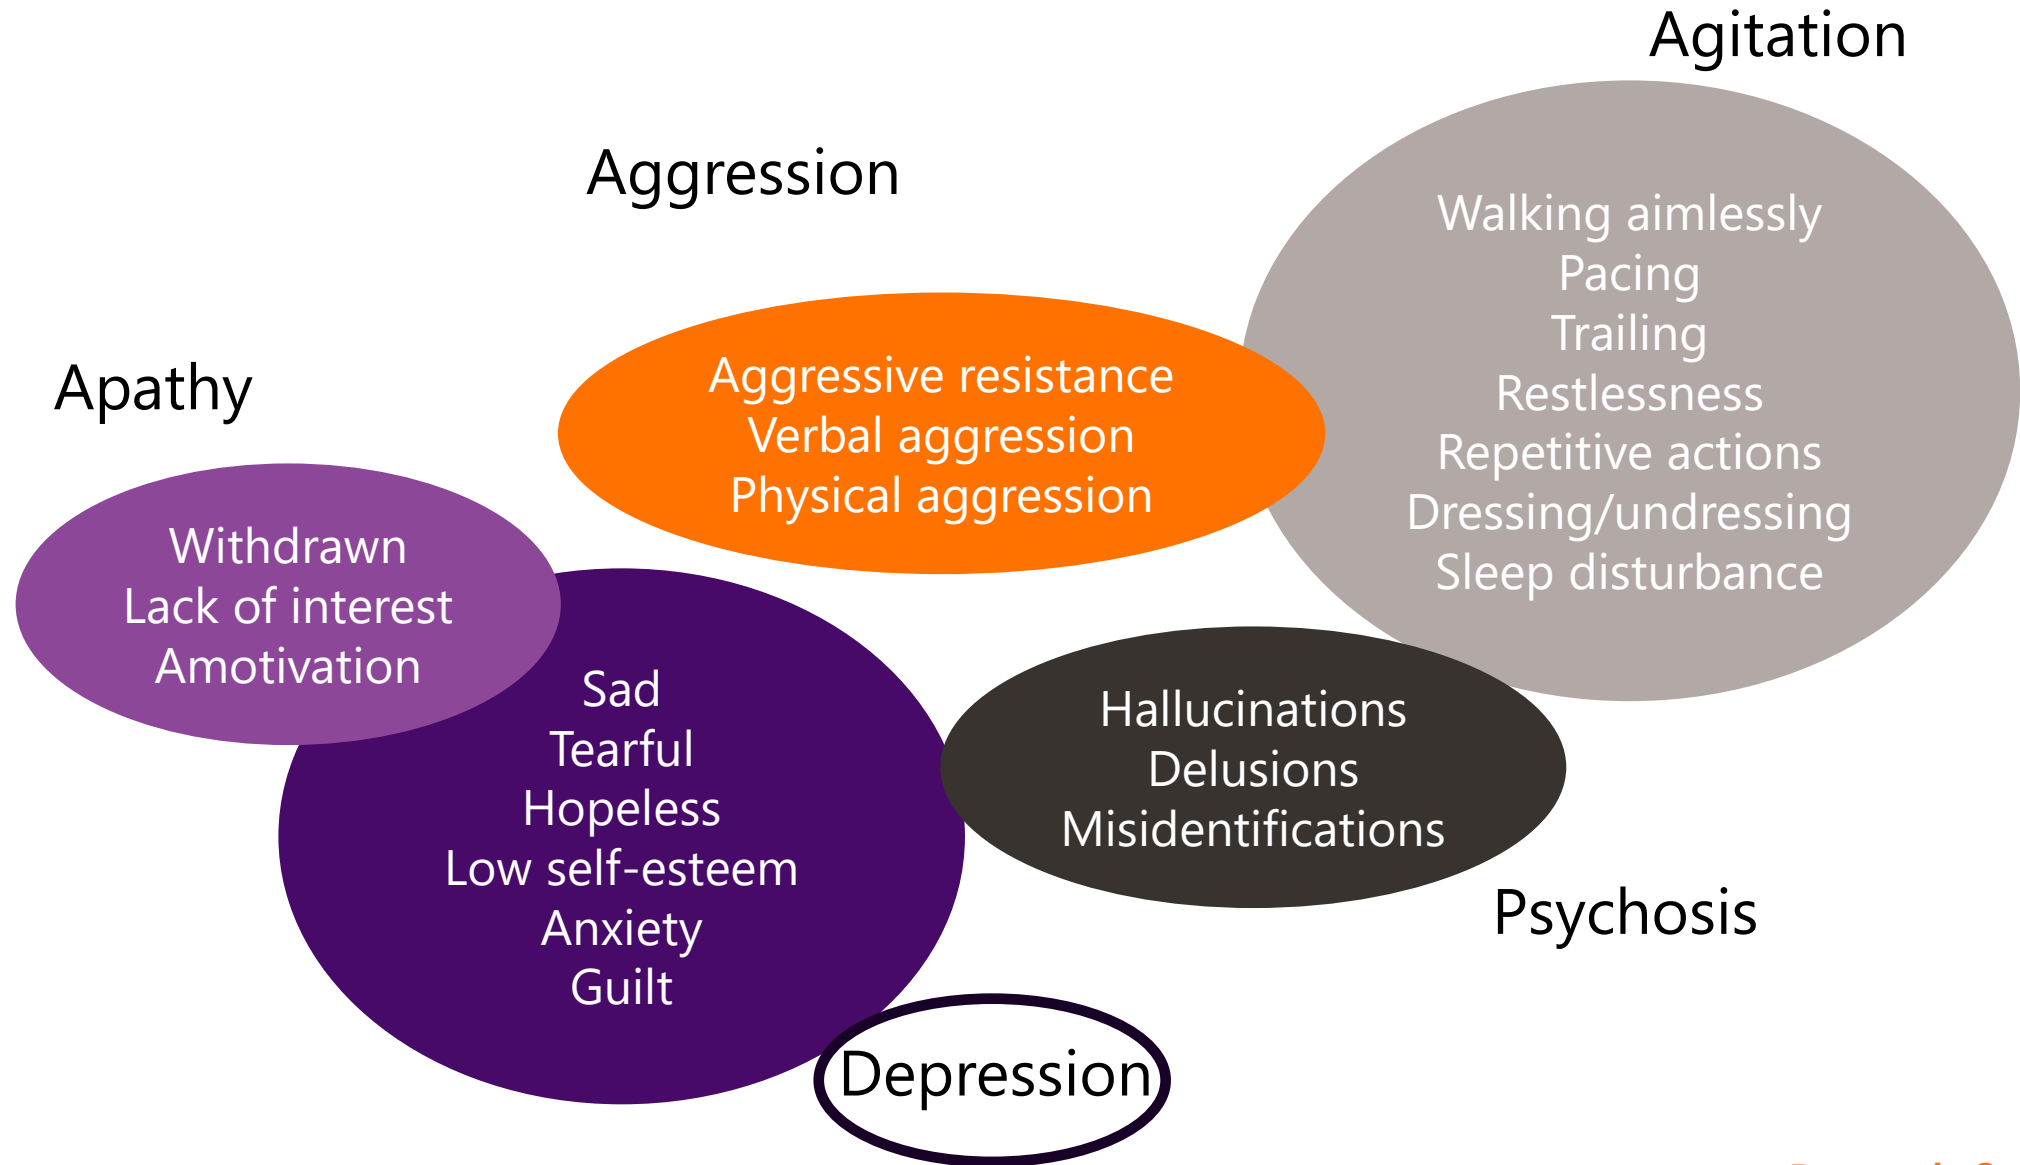 Agitation
Aggression
Walking aimlessly
Pacing
Trailing
Restlessness
Repetitive actions
Dressing/undressing
Sleep disturbance
Aggressive resistance
Verbal aggression
Physical aggression
Apathy
Withdrawn
Lack of interest
Amotivation
Sad
Tearful
Hopeless
Low self-esteem
Anxiety
Guilt
Hallucinations
Delusions
Misidentifications
Psychosis
Depression